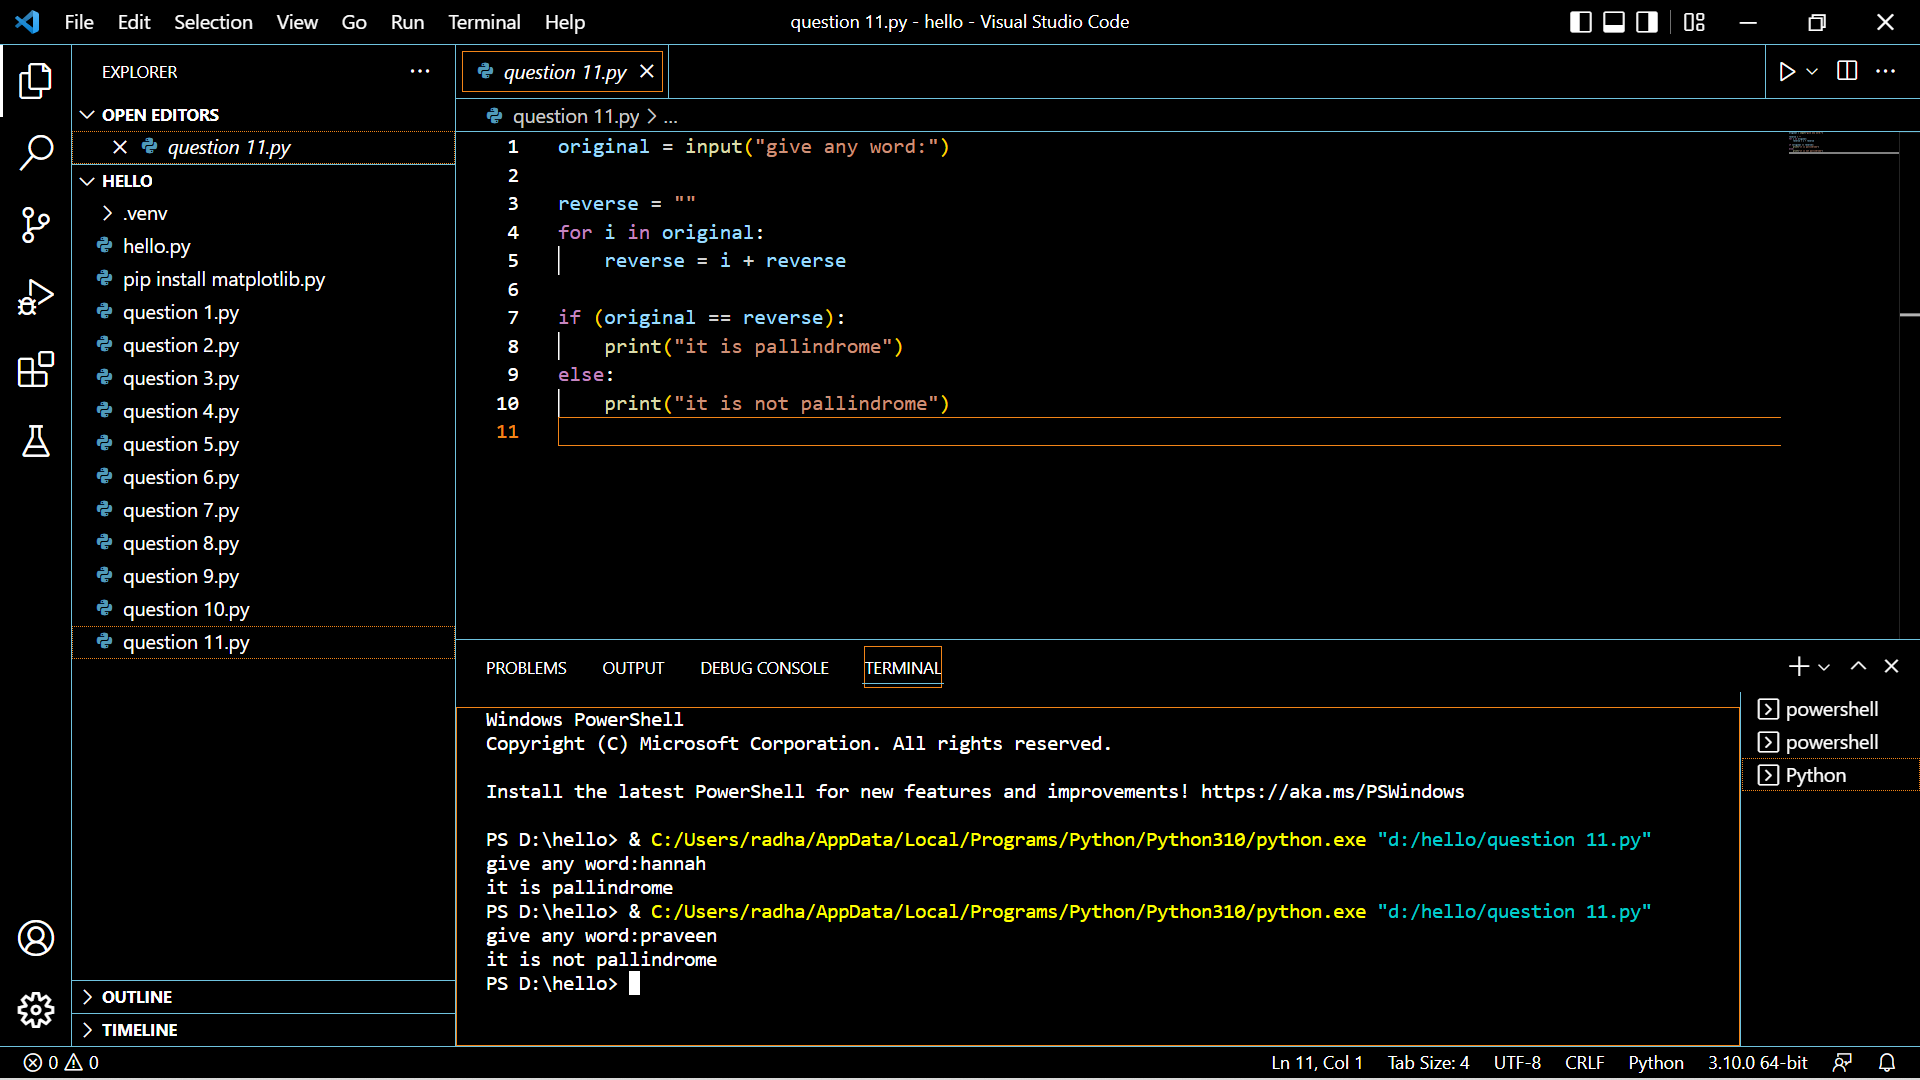 File Edit Selection View Go Run Terminal Help question 11.py - hello - Visual Studio Code
EXPLORER
OPEN EDITORS
question 11.py
HELLO
.venv
hello.py
pip install matplotlib.py
question 1.py
question 2.py
question 3.py
question 4.py
question 5.py
question 6.py
question 7.py
question 8.py
question 9.py
question 10.py
question 11.py
OUTLINE
TIMELINE
question 11.py
question 11.py > ...
1 original = input("give any word:")
2
3 reverse = ""
4 for i in original:
5     reverse = i + reverse
6
7 if (original == reverse):
8     print("it is pallindrome")
9 else:
10     print("it is not pallindrome")
11
PROBLEMS OUTPUT DEBUG CONSOLE TERMINAL
Windows PowerShell
Copyright (C) Microsoft Corporation. All rights reserved.
Install the latest PowerShell for new features and improvements! https://aka.ms/PSWindows
PS D:\hello> & C:/Users/radha/AppData/Local/Programs/Python/Python310/python.exe "d:/hello/question 11.py"
give any word:hannah
it is pallindrome
PS D:\hello> & C:/Users/radha/AppData/Local/Programs/Python/Python310/python.exe "d:/hello/question 11.py"
give any word:praveen
it is not pallindrome
PS D:\hello>
powershell
powershell
Python
0 0 Ln 11, Col 1 Tab Size: 4 UTF-8 CRLF Python 3.10.0 64-bit